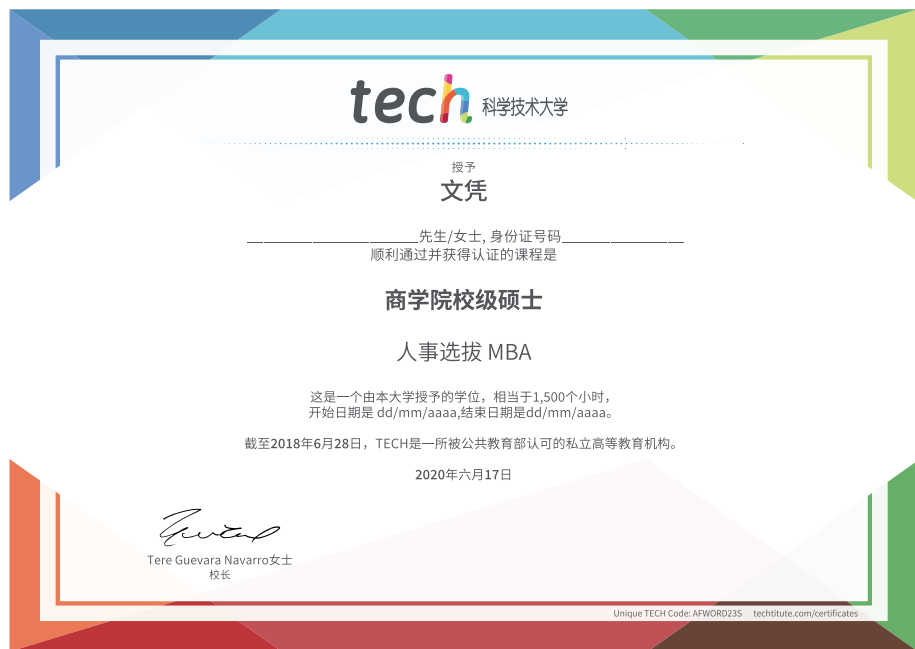 tech 科学技术大学
授予
文凭
__ ______ _____________先生/女士, 身份证号码_____________ __
顺利通过并获得认证的课程是
商学院校级硕士
人事选拔 MBA
这是一个由本大学授予的学位，相当于1,500个小时，
开始日期是 dd/mm/aaaa,结束日期是dd/mm/aaaa。
截至2018年6月28日，TECH是一所被公共教育部认可的私立高等教育机构。
2020年六月17日
Tere Guevara Navarro女士
校长
Unique TECH Code: AFWORD23S techtitute.com/certificates